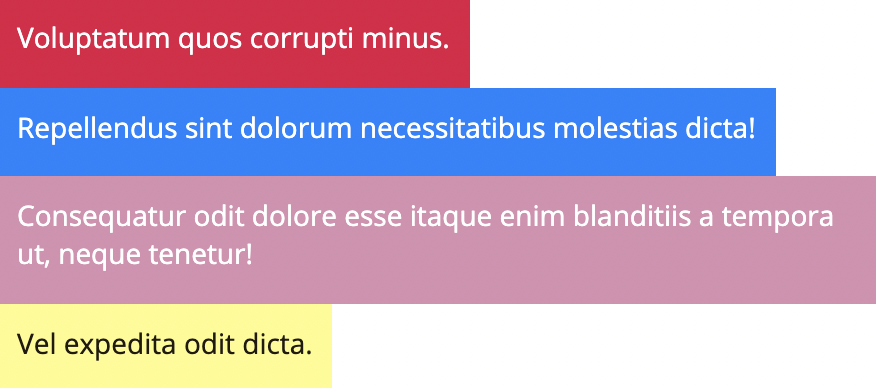 Voluptatum quos corrupti minus.
Repellendus sint dolorum necessitatibus molestias dicta!
Consequatur odit dolore esse itaque enim blanditiis a tempora
ut, neque tenetur!
Vel expedita odit dicta.